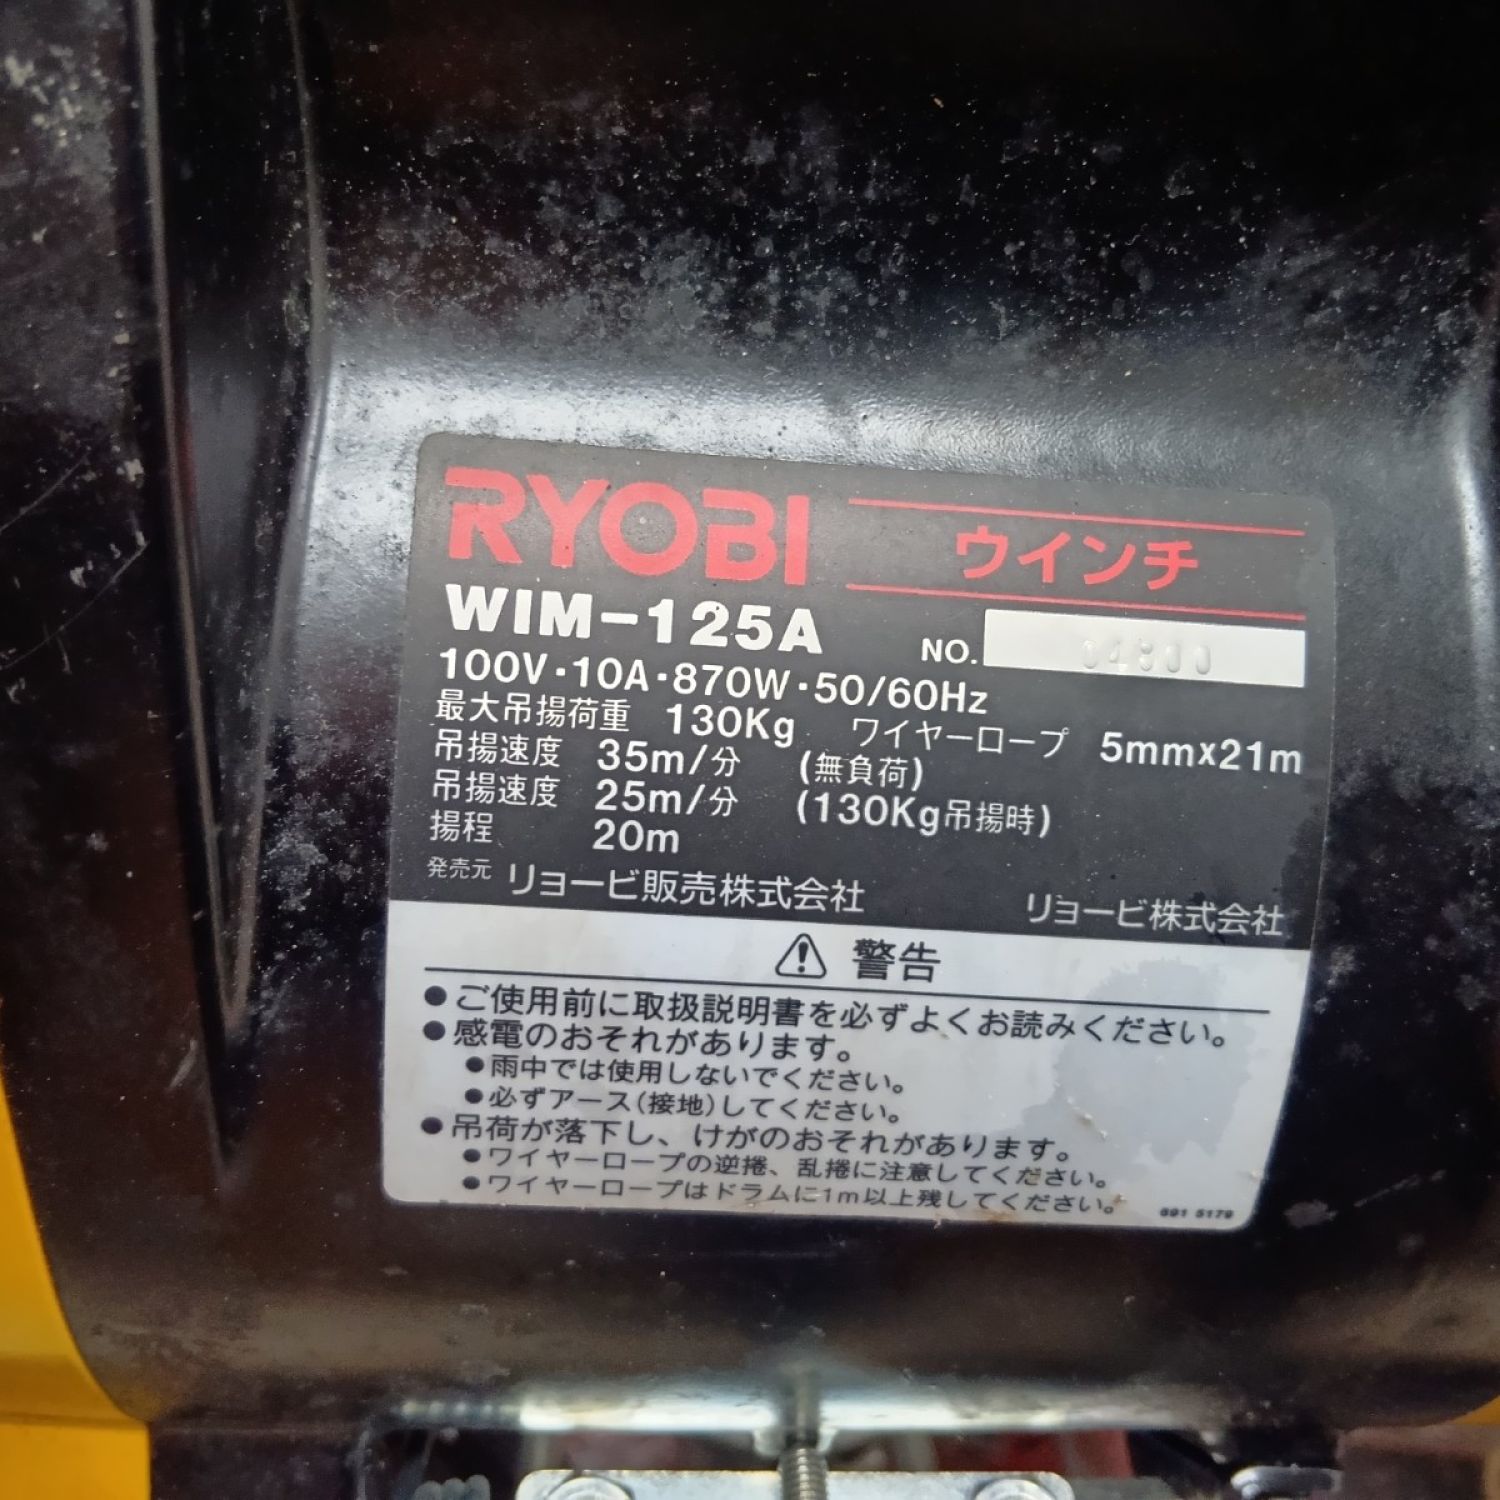 RYOBI ウインチ
WIM-125A NO.
100V・10A・870W・50/60Hz
最大吊揚荷重 130Kg ワイヤーロープ 5mmx21m
吊揚速度 35m/分 (無負荷)
吊揚速度 25m/分 (130Kg吊揚時)
揚程 20m
発売元 リョービ販売株式会社 リョービ株式会社
警告
●ご使用前に取扱説明書を必ずよくお読みください。
●感電のおそれがあります。
●雨中では使用しないでください。
●必ずアース(接地)してください。
●吊荷が落下し、けがのおそれがあります。
●ワイヤーロープの逆捲、乱捲に注意してください。
●ワイヤーロープはドラムに1m以上残してください。
691 5179